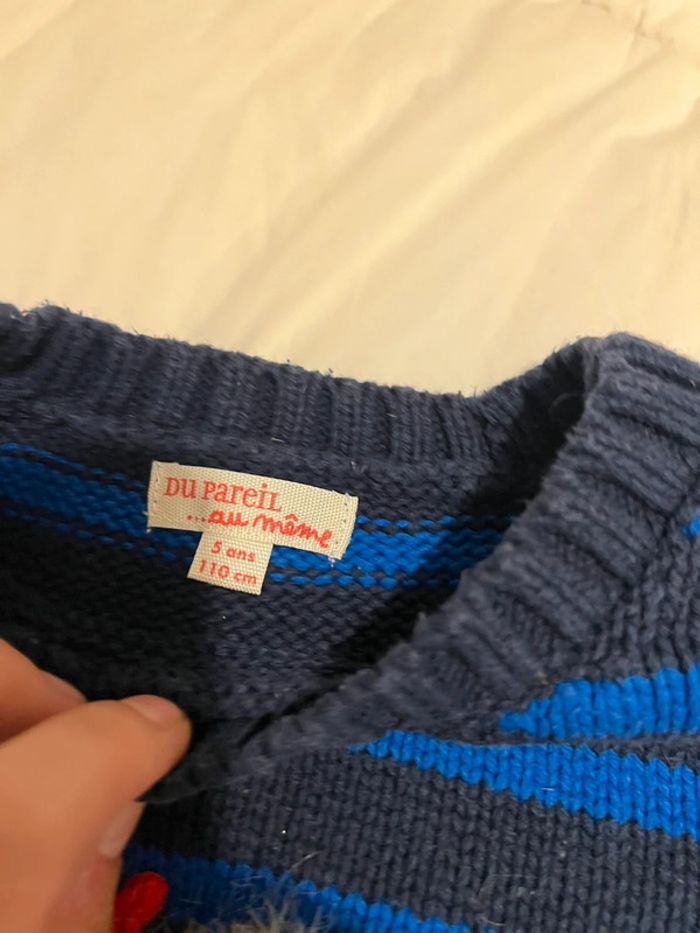 DU PAREIL
...au même
5 ans
110 cm